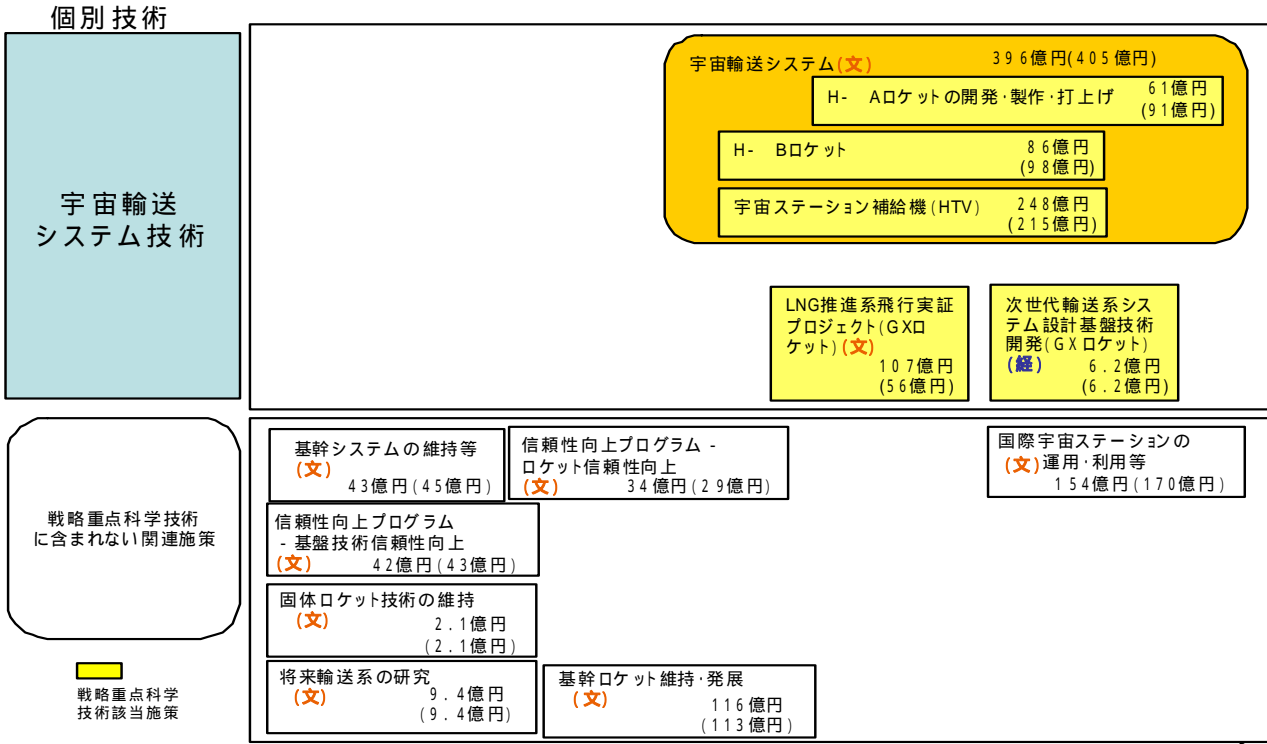 個別技術
宇宙輸送
システム技術
宇宙輸送システム(文) 396億円(405億円)
H- Aロケットの開発・製作・打上げ 61億円
(91億円)
H- Bロケット 86億円
(98億円)
宇宙ステーション補給機(HTV) 248億円
(215億円)
LNG推進系飛行実証
プロジェクト(GXロ
ケット)(文)
107億円
(56億円)
次世代輸送系シス
テム設計基盤技術
開発(GXロケット)
(経) 6.2億円
(6.2億円)
戦略重点科学技術
に含まれない関連施策
基幹システムの維持等
(文)
43億円(45億円)
信頼性向上プログラム -
ロケット信頼性向上
(文) 34億円(29億円)
国際宇宙ステーションの
(文)運用・利用等
154億円(170億円)
信頼性向上プログラム
- 基盤技術信頼性向上
(文) 42億円(43億円)
固体ロケット技術の維持
(文) 2.1億円
(2.1億円)
将来輸送系の研究
(文) 9.4億円
(9.4億円)
基幹ロケット維持・発展
(文) 116億円
(113億円)
戦略重点科学
技術該当施策